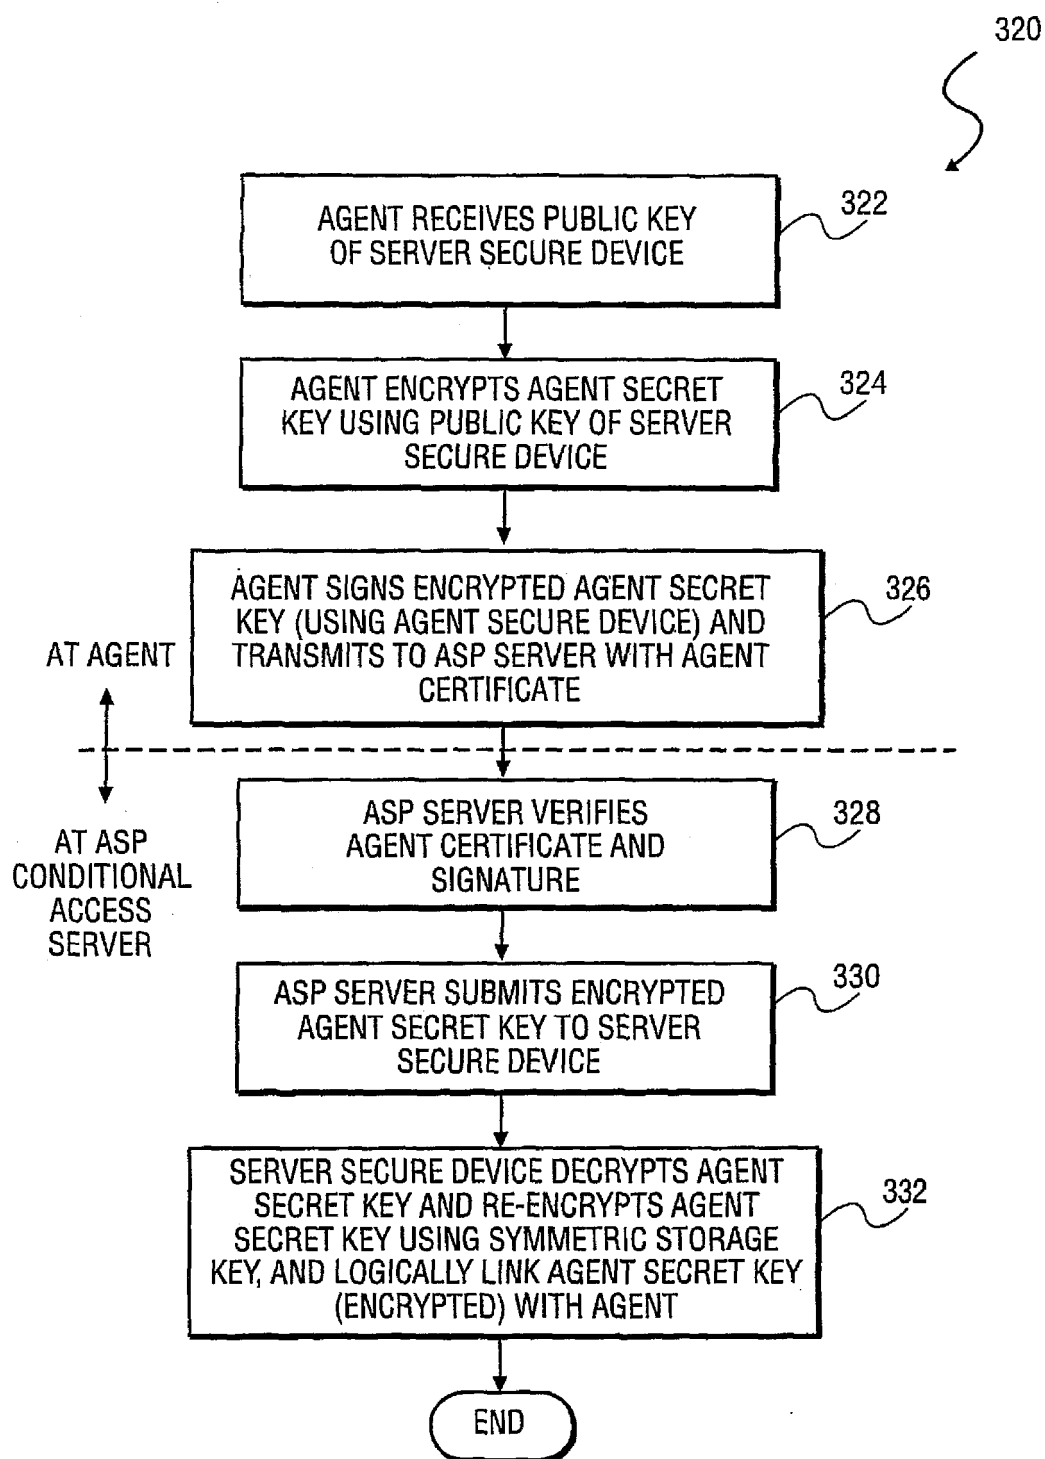 320
AGENT RECEIVES PUBLIC KEY
OF SERVER SECURE DEVICE
322
AGENT ENCRYPTS AGENT SECRET
KEY USING PUBLIC KEY OF SERVER
SECURE DEVICE
324
AGENT SIGNS ENCRYPTED AGENT SECRET
KEY (USING AGENT SECURE DEVICE) AND
TRANSMITS TO ASP SERVER WITH AGENT
CERTIFICATE
326
AT AGENT
AT ASP
CONDITIONAL
ACCESS
SERVER
ASP SERVER VERIFIES
AGENT CERTIFICATE AND
SIGNATURE
328
ASP SERVER SUBMITS ENCRYPTED
AGENT SECRET KEY TO SERVER
SECURE DEVICE
330
SERVER SECURE DEVICE DECRYPTS AGENT
SECRET KEY AND RE-ENCRYPTS AGENT
SECRET KEY USING SYMMETRIC STORAGE
KEY, AND LOGICALLY LINK AGENT SECRET KEY
(ENCRYPTED) WITH AGENT
332
END